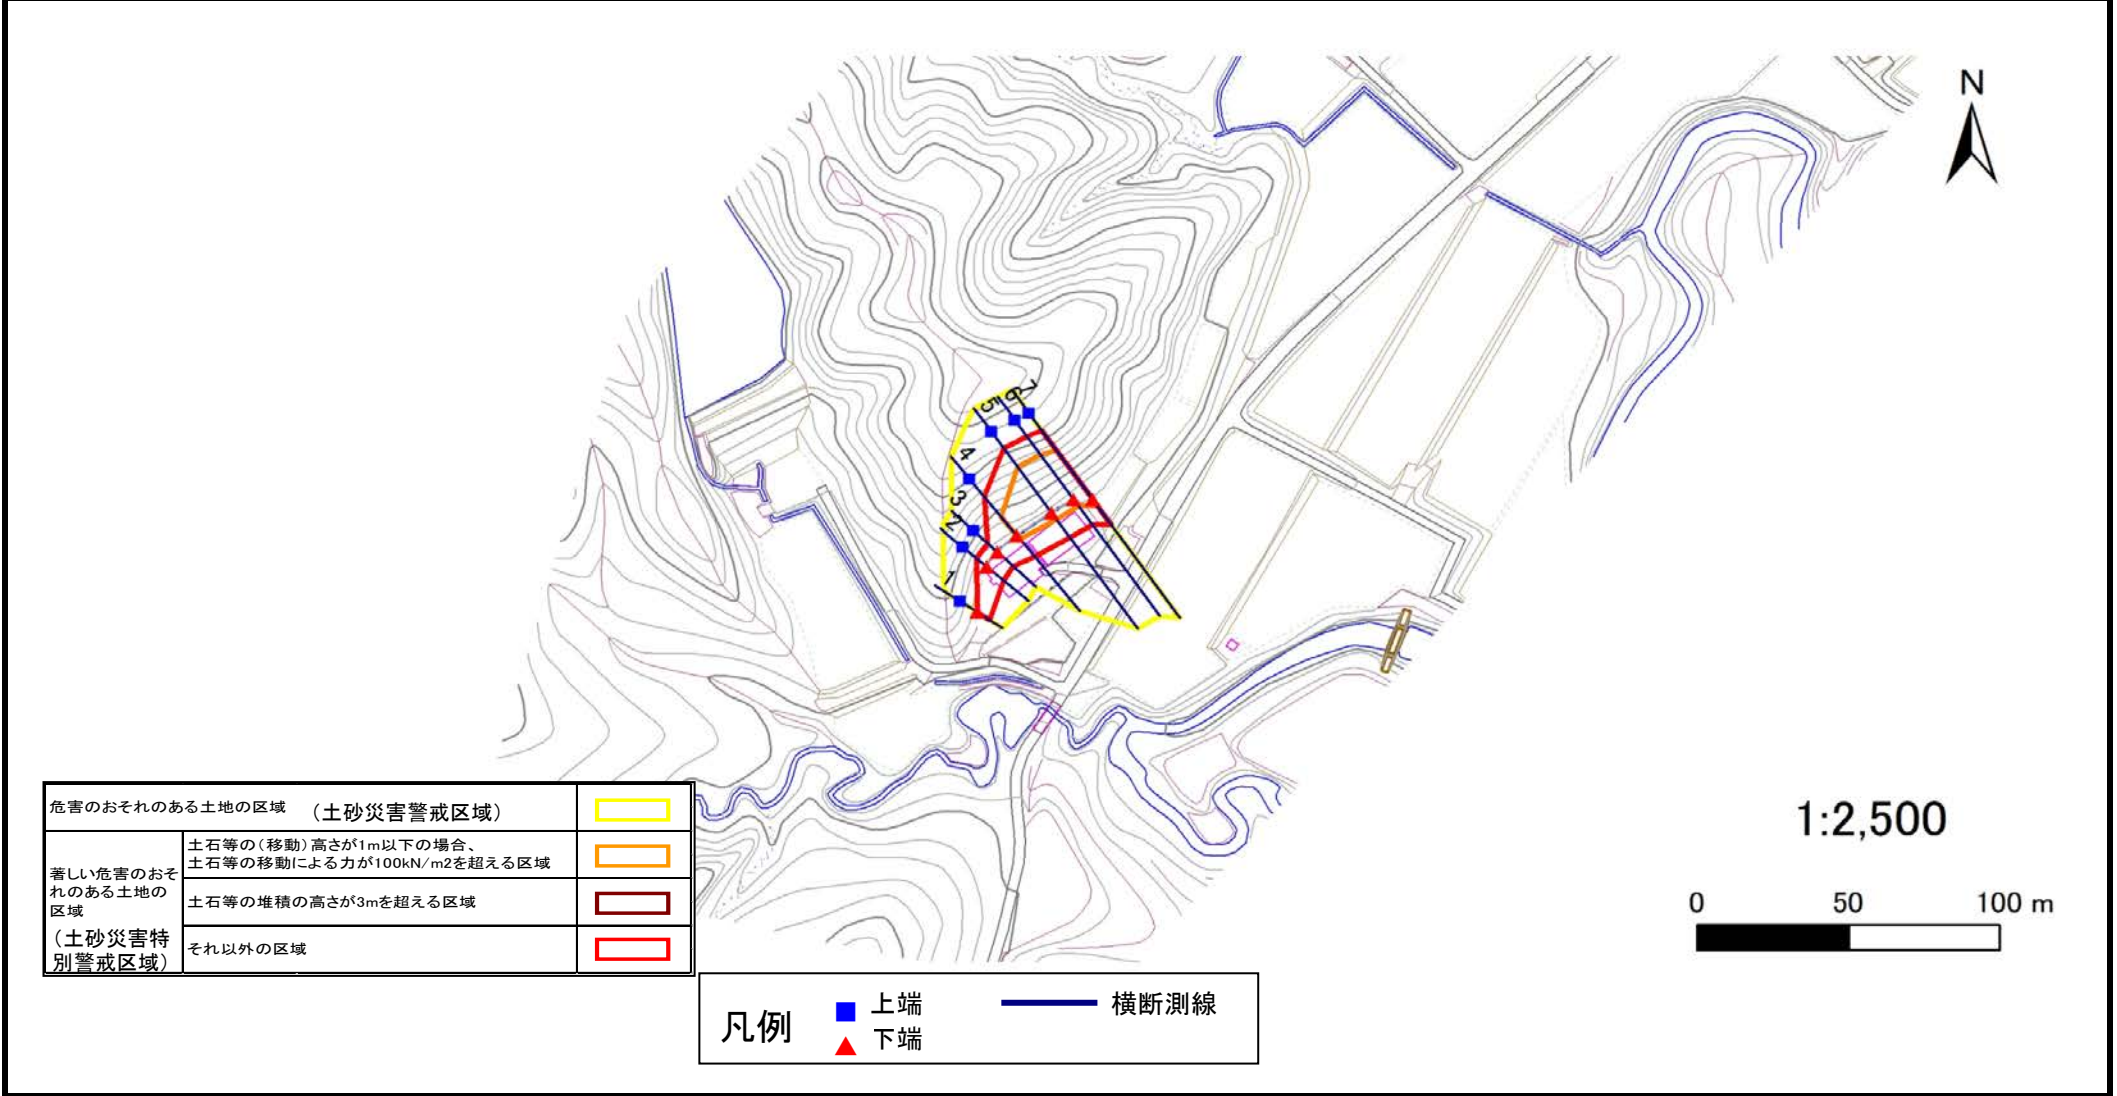 N
7
6
5
4
3
2
1
危害のおそれのある土地の区域 (土砂災害警戒区域)
著しい危害のおそ
れのある土地の
区域
(土砂災害特
別警戒区域)
土石等の(移動)高さが1m以下の場合、
土石等の移動による力が100kN/m2を超える区域
土石等の堆積の高さが3mを超える区域
それ以外の区域
1:2,500
0 50 100 m
凡例
上端
下端
横断測線